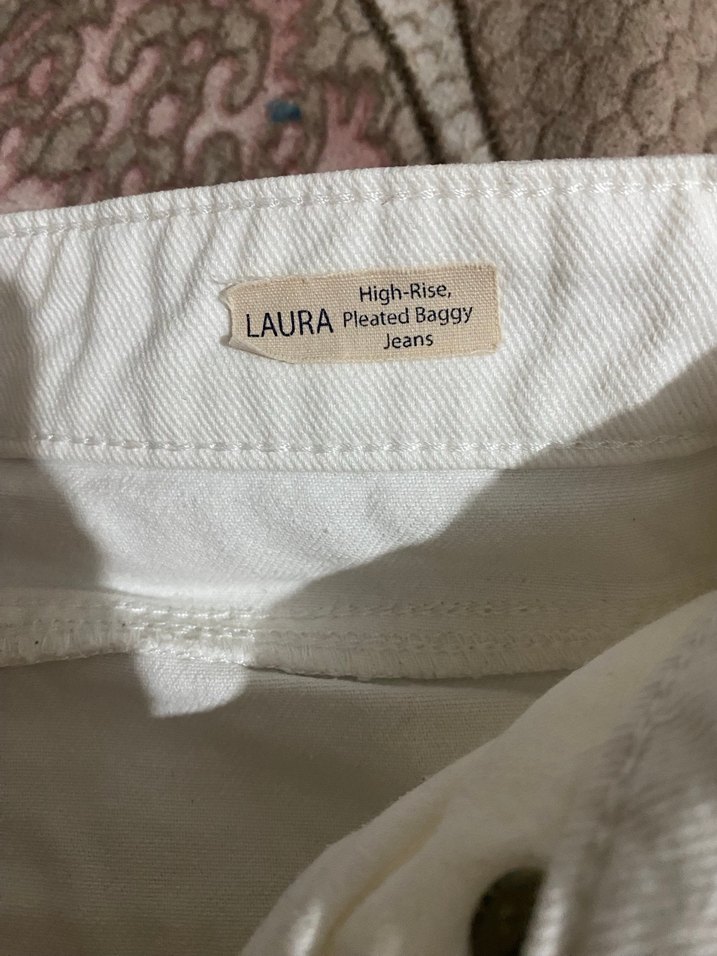 LAURA
High-Rise,
Pleated Baggy
Jeans